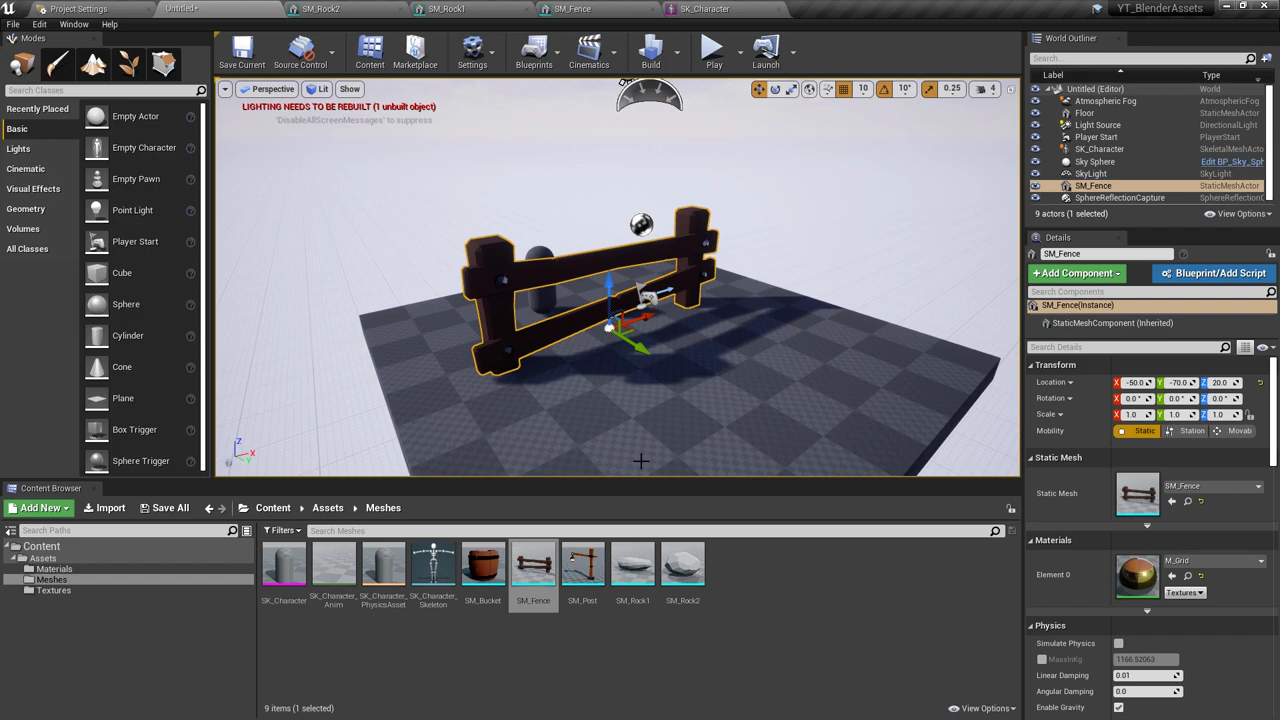 Project Settings
Untitled*
SM_Rock2
SM_Rock1
SM_Fence
SK_Character
YT_BlenderAssets
File Edit Window Help
Modes
Search Classes
Recently Placed
Basic
Lights
Cinematic
Visual Effects
Geometry
Volumes
All Classes
Empty Actor
Empty Character
Empty Pawn
Point Light
Player Start
Cube
Sphere
Cylinder
Cone
Plane
Box Trigger
Sphere Trigger
Save Current
Source Control
Content
Marketplace
Settings
Blueprints
Cinematics
Build
Play
Launch
Perspective Lit Show
10 10° 0.25 4
LIGHTING NEEDS TO BE REBUILT (1 unbuilt object)
'DisableAllScreenMessages' to suppress
Z
X
Y
World Outliner
Search...
Label Type
Untitled (Editor) World
Atmospheric Fog AtmosphericFog
Floor StaticMeshActor
Light Source DirectionalLight
Player Start PlayerStart
SK_Character SkeletalMeshActo
Sky Sphere Edit BP_Sky_Sph
SkyLight SkyLight
SM_Fence StaticMeshActor
SphereReflectionCapture SphereReflectionC
9 actors (1 selected) View Options
Details
SM_Fence
+Add Component Blueprint/Add Script
Search Components
SM_Fence(Instance)
StaticMeshComponent (Inherited)
Search Details
Transform
Location X -50.0 Y -70.0 Z 20.0
Rotation X 0.0 ° Y 0.0 ° Z 0.0 °
Scale X 1.0 Y 1.0 Z 1.0
Mobility Static Station Movab
Static Mesh
Static Mesh SM_Fence
Materials
Element 0 M_Grid
Textures
Physics
Simulate Physics
MassInKg 1166.52063
Linear Damping 0.01
Angular Damping 0.0
Enable Gravity
Content Browser
Add New Import Save All Content Assets Meshes
Search Paths
Filters Search Meshes
Content
Assets
Materials
Meshes
Textures
SK_Character
SK_Character_
Anim
SK_Character_
PhysicsAsset
SK_Character_
Skeleton
SM_Bucket
SM_Fence
SM_Post
SM_Rock1
SM_Rock2
9 items (1 selected) View Options